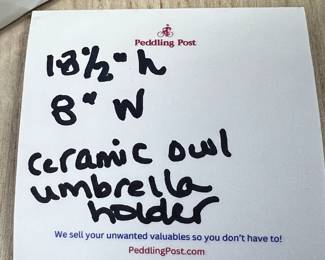 Peddling Post
18½" h
8" W
ceramic owl
umbrella
holder
We sell your unwanted valuables so you don't have to!
PeddlingPost.com